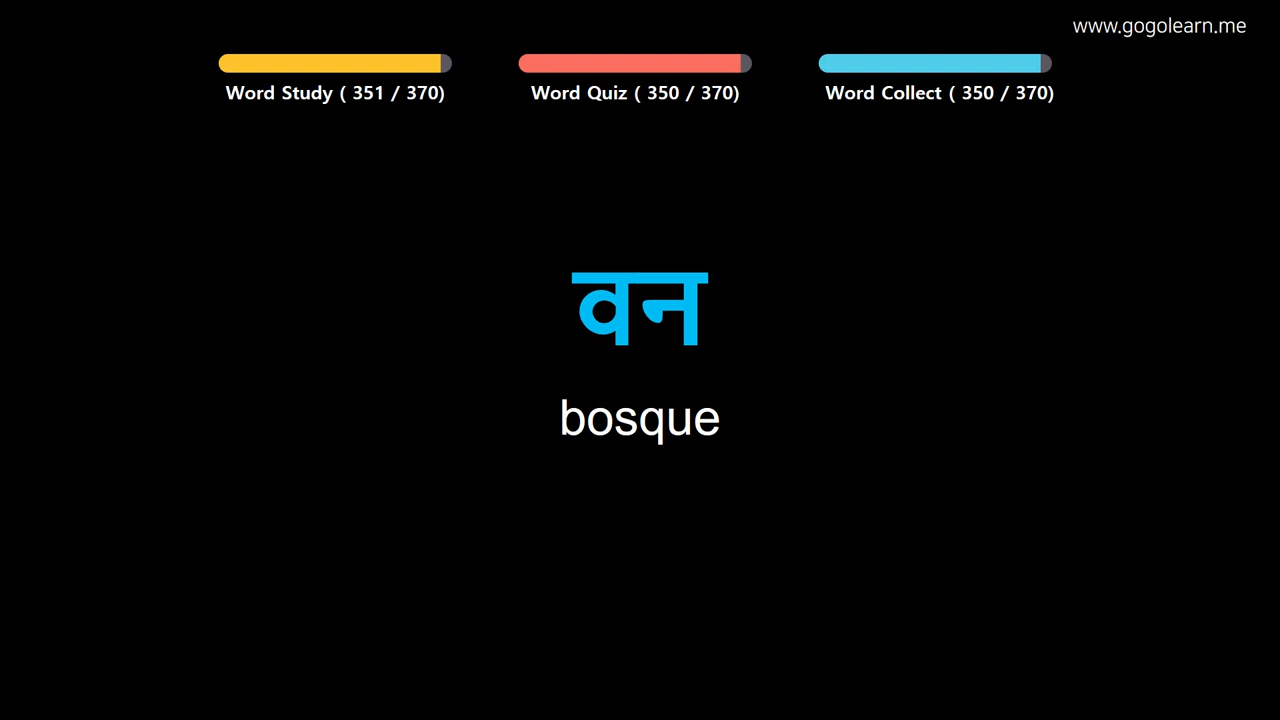 www.gogolearn.me
Word Study ( 351 / 370)
Word Quiz ( 350 / 370)
Word Collect ( 350 / 370)
वन
bosque